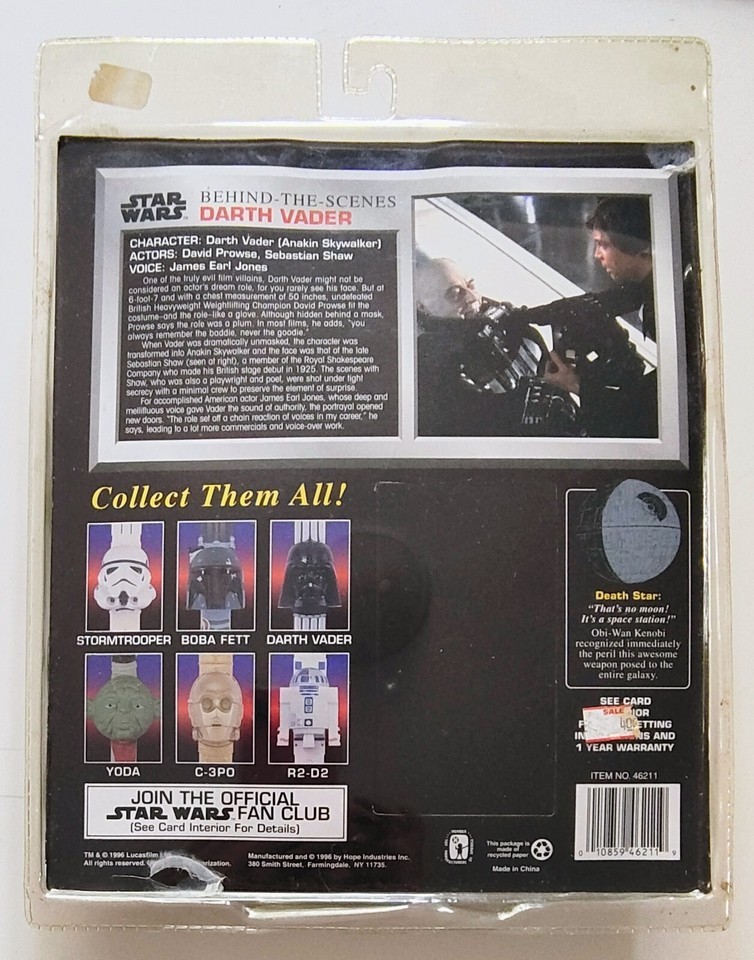 STAR WARS
BEHIND-THE-SCENES
DARTH VADER
CHARACTER: Darth Vader (Anakin Skywalker)
ACTORS: David Prowse, Sebastian Shaw
VOICE: James Earl Jones
One of the truly evil film villains, Darth Vader might not be
considered an actor's dream role, for you rarely see his face. But at
6-foot-7 and with a chest measurement of 50 inches, undefeated
British Heavyweight Weightlifting Champion David Prowse fit the
costume—and the role—like a glove. Although hidden behind a mask,
Prowse says the role was a plum. In most films, he adds, "you
always remember the baddie, never the goodie."
When Vader was dramatically unmasked, the character was
transformed into Anakin Skywalker and the face was that of the late
Sebastian Shaw (seen at right), a member of the Royal Shakespeare
Company who made his British stage debut in 1925. The scenes with
Shaw, who was also a playwright and poet, were shot under tight
secrecy with a minimal crew to preserve the element of surprise.
For accomplished American actor James Earl Jones, whose deep and
mellifluous voice gave Vader the sound of authority, the portrayal opened
new doors. "The role set off a chain reaction of voices in my career," he
says, leading to a lot more commercials and voice-over work.
Collect Them All!
STORMTROOPER BOBA FETT DARTH VADER
YODA C-3PO R2-D2
Death Star:
"That's no moon!
It's a space station!"
Obi-Wan Kenobi
recognized immediately
the peril this awesome
weapon posed to the
entire galaxy.
SEE CARD
SALE IOR
F ETTING
IN NS AND
1 YEAR WARRANTY
ITEM NO. 46211
0 10859 46211 9
JOIN THE OFFICIAL
STAR WARS FAN CLUB
(See Card Interior For Details)
TM & © 1996 Lucasfilm
All rights reserved. orization.
Manufactured and © 1996 by Hope Industries Inc.
380 Smith Street, Farmingdale, NY 11735.
This package is
made of
recycled paper
Made in China